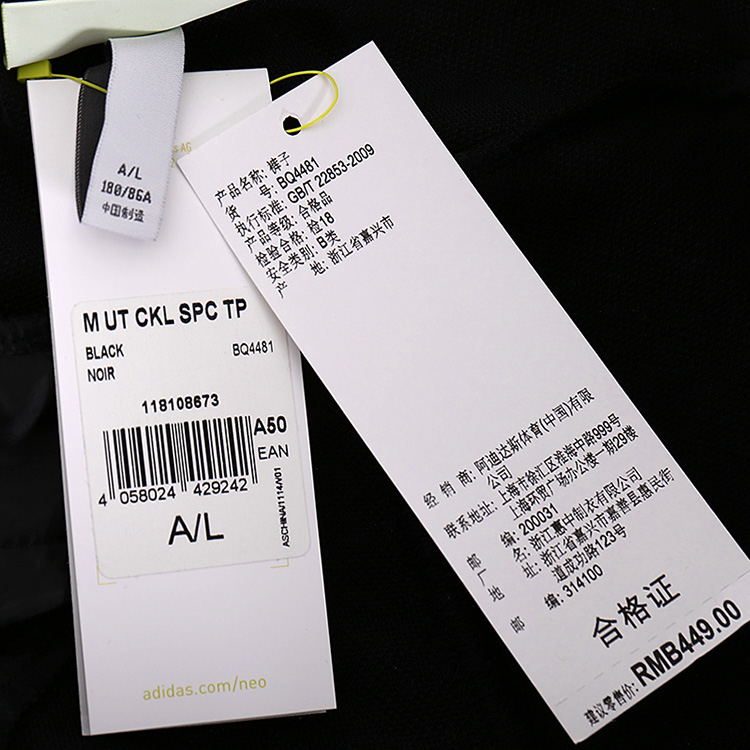 AG
A/L
180/86A
中国制造
M UT CKL SPC TP
BLACK BQ4481
NOIR
118108673
A50
EAN
4 058024 429242
A/L
ASCHINA/1114/V01
adidas.com/neo
产品名称: 裤子
货 号: BQ4481
执行标准: GB/T 22853-2009
产品等级: 合格品
检验合格: 检18
安全类别: B类
产 地: 浙江省嘉兴市
经 销 商: 阿迪达斯体育(中国)有限
公司
联系地址: 上海市徐汇区淮海中路999号
上海环贸广场办公楼一期29楼
邮 编: 200031
厂 名: 浙江嘉中制衣有限公司
地 址: 浙江省嘉兴市嘉善县惠民街
道成功路123号
邮 编: 314100
合格证
建议零售价: RMB449.00